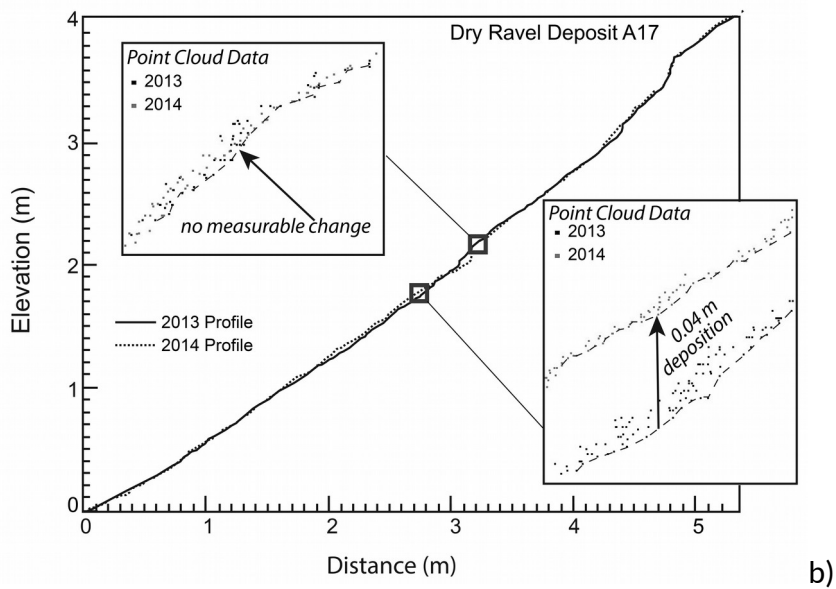 Dry Ravel Deposit A17
Elevation (m)
4
3
2
1
0
Point Cloud Data
2013
2014
no measurable change
Point Cloud Data
2013
2014
0.04 m
deposition
2013 Profile
2014 Profile
0
1
2
3
4
5
Distance (m)
b)